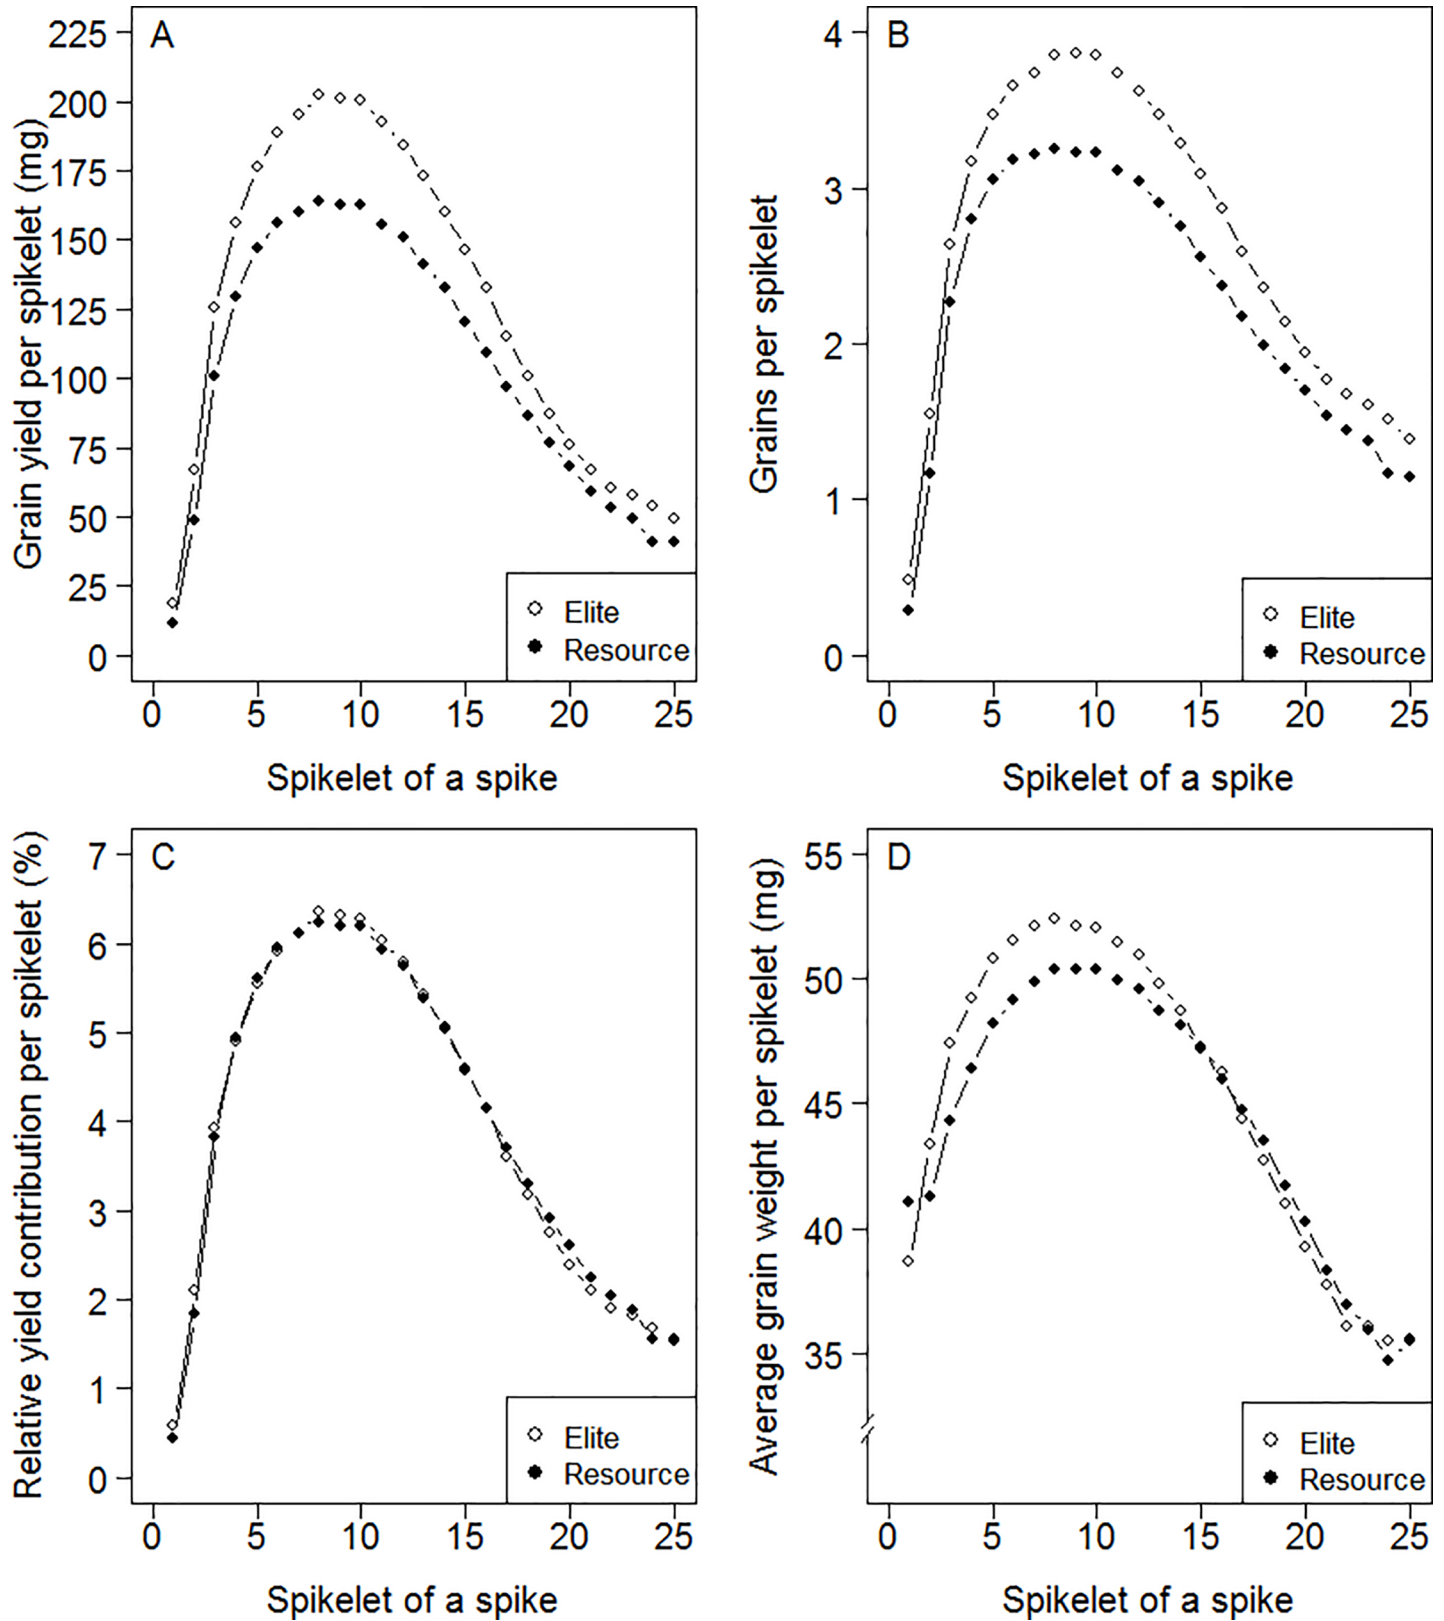 A
Grain yield per spikelet (mg)
225
200
175
150
125
100
75
50
25
0
Elite
Resource
0 5 10 15 20 25
Spikelet of a spike
B
Grains per spikelet
4
3
2
1
0
Elite
Resource
0 5 10 15 20 25
Spikelet of a spike
C
Relative yield contribution per spikelet (%)
7
6
5
4
3
2
1
0
Elite
Resource
0 5 10 15 20 25
Spikelet of a spike
D
Average grain weight per spikelet (mg)
55
50
45
40
35
Elite
Resource
0 5 10 15 20 25
Spikelet of a spike